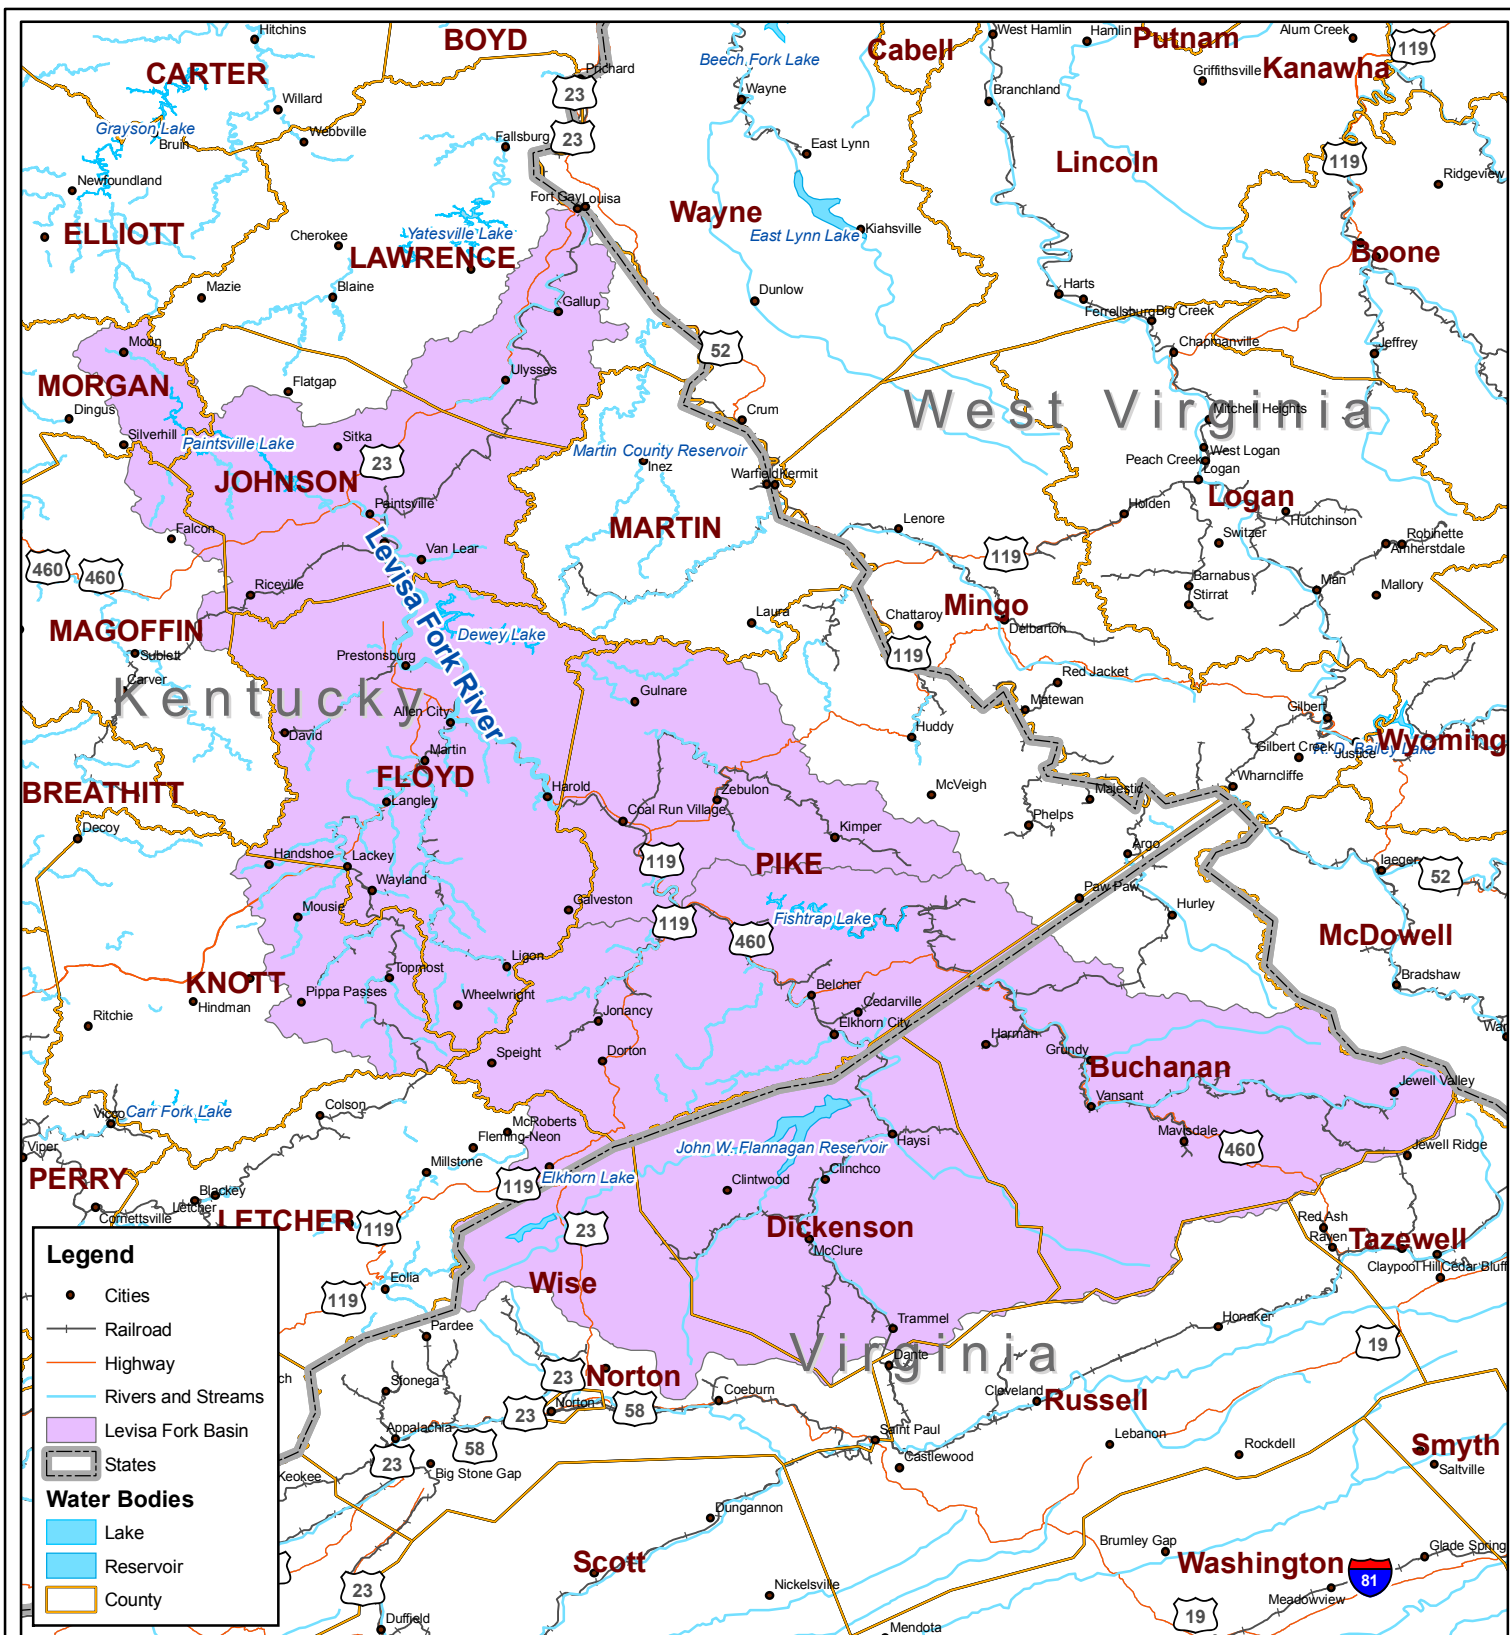 Hitchins
BOYD
West Hamlin
Hamlin
Putnam
Alum Creek
119
CARTER
Prichard
Beech Fork Lake
Cabell
Griffithsville
Kanawha
Willard
23
Wayne
Branchland
Grayson Lake
Bruin
Webbville
Fallsburg
23
East Lynn
Lincoln
119
Ridgeview
Newfoundland
Fort Gay
Louisa
Wayne
ELLIOTT
Cherokee
Yatesville Lake
LAWRENCE
East Lynn Lake
Kiahsville
Boone
Mazie
Blaine
Gallup
Dunlow
Harts
Ferrellsburg
Big Creek
Moon
52
Chapmanville
Jeffrey
MORGAN
Flatgap
Ulysses
West Virginia
Dingus
Crum
Mitchell Heights
Silverhill
Paintsville Lake
Sitka
23
Martin County Reservoir
Inez
West Logan
Peach Creek
Logan
JOHNSON
Warfield
Kermit
Logan
Paintsville
MARTIN
Holden
Hutchinson
Falcon
Lenore
Switzer
Robinette
Amherstdale
460
460
Van Lear
119
Levisa Fork River
Riceville
Barnabus
Stirrat
Man
Mallory
MAGOFFIN
Dewey Lake
Laura
Chattaroy
Mingo
Delbarton
Sublett
Prestonsburg
119
Red Jacket
Carver
Kentucky
Gulnare
Matewan
Gilbert
Allen City
David
Huddy
Gilbert Creek
R. D. Bailey Lake
Justice
Wyoming
Martin
FLOYD
BREATHITT
Langley
Harold
Zebulon
McVeigh
Majestic
Wharncliffe
Coal Run Village
Decoy
Kimper
Phelps
Handshoe
Lackey
119
PIKE
Argo
Iaeger
52
Wayland
Paw Paw
Mousie
Galveston
119
Fishtrap Lake
Hurley
460
McDowell
Ligon
KNOTT
Topmost
Bradshaw
Hindman
Pippa Passes
Wheelwright
Belcher
Cedarville
Ritchie
Jonancy
Elkhorn City
Harman
War
Speight
Dorton
Grundy
Buchanan
Jewell Valley
Vicco
Carr Fork Lake
Colson
Vansant
McRoberts
Fleming-Neon
John W. Flannagan Reservoir
Haysi
Mavisdale
460
Viper
Millstone
Jewell Ridge
PERRY
119
Elkhorn Lake
Clinchco
Blackey
Clintwood
Letcher
Cornettsville
LETCHER
119
23
Dickenson
Red Ash
McClure
Raven
Tazewell
Claypool Hill
Cedar Bluff
Eolia
Wise
119
Pardee
Trammel
Honaker
Virginia
19
Dante
Stonega
23
Norton
Coeburn
Cleveland
Russell
23
Norton
58
Appalachia
58
Saint Paul
Lebanon
Smyth
Rockdell
23
Big Stone Gap
Castlewood
Saltville
Keokee
Dungannon
Brumley Gap
Glade Spring
Scott
Washington
81
23
Nickelsville
Meadowview
19
Duffield
Mendota
Legend
Cities
Railroad
Highway
Rivers and Streams
Levisa Fork Basin
States
Water Bodies
Lake
Reservoir
County